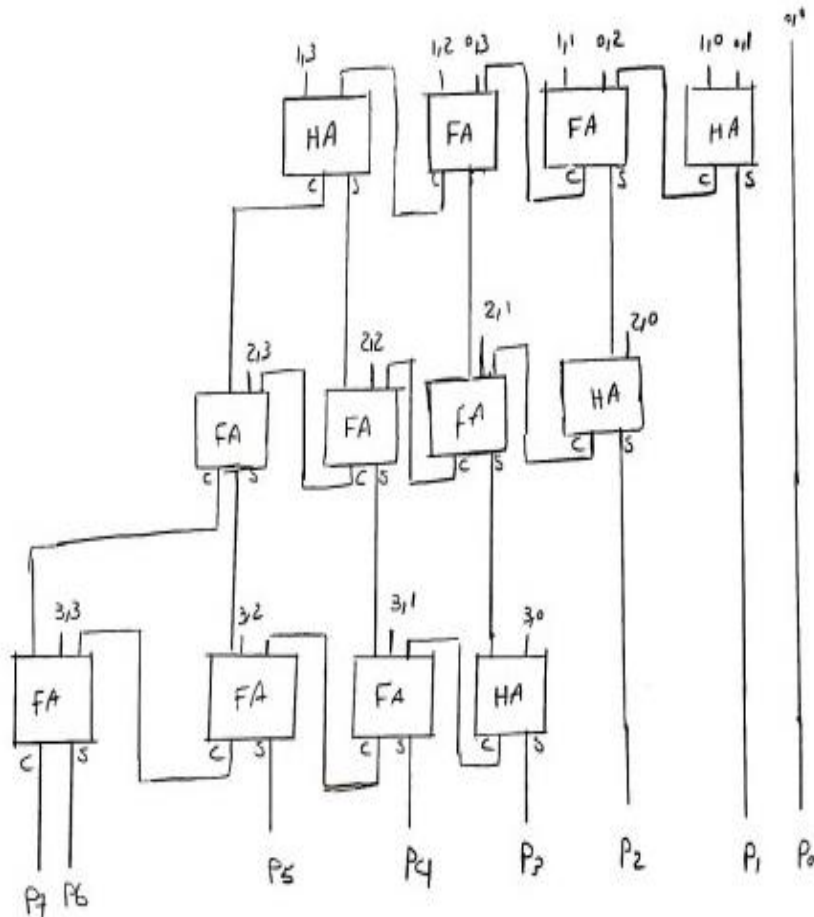 0,0
1,3 1,2 0,3 1,1 0,2 1,0 0,1
HA FA FA HA
C S C S C S C S
2,3 2,2 2,1 2,0
FA FA FA HA
C S C S C S C S
3,3 3,2 3,1 3,0
FA FA FA HA
C S C S C S C S
P7 P6 P5 P4 P3 P2 P1 P0